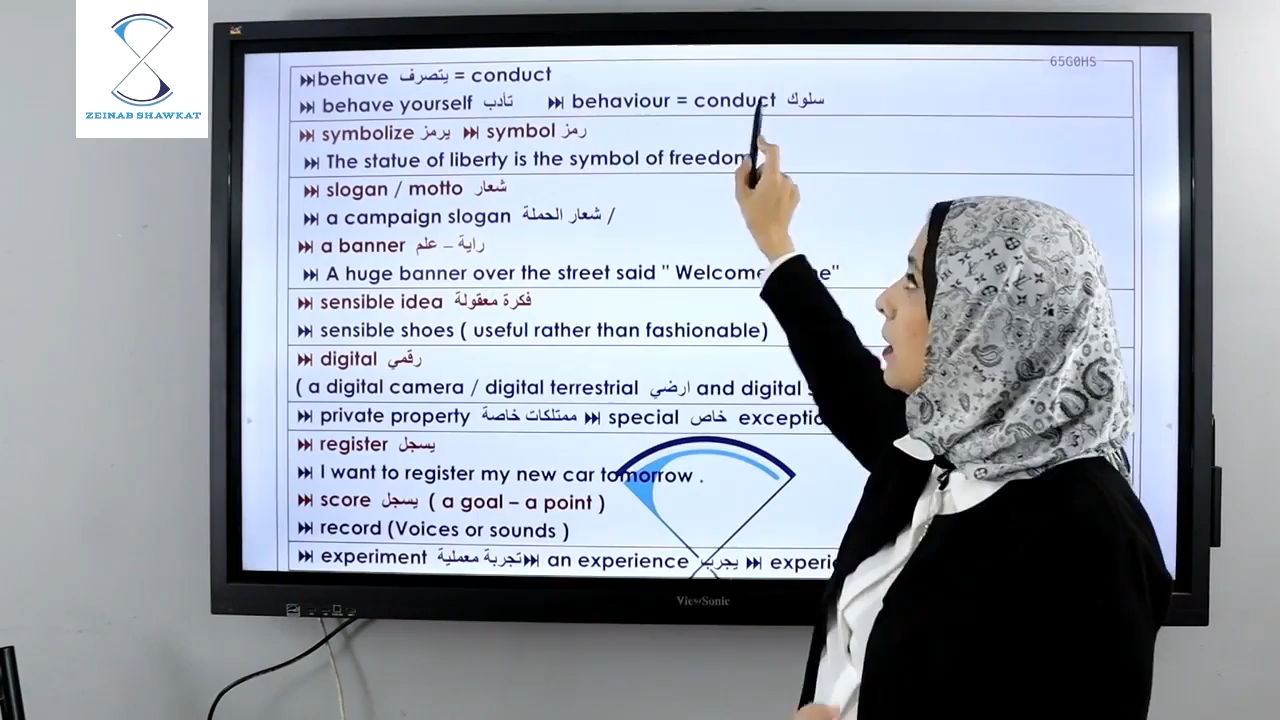 ZEINAB SHAWKAT
65G0HS
behave يتصرف = conduct
behave yourself تأدب behaviour = conduct سلوك
symbolize يرمز symbol رمز
The statue of liberty is the symbol of freedom
slogan / motto شعار
a campaign slogan شعار الحملة /
a banner راية – علم
A huge banner over the street said " Welcome
sensible idea فكرة معقولة
sensible shoes ( useful rather than fashionable)
digital رقمي
( a digital camera / digital terrestrial ارضي and digital
private property ممتلكات خاصة special خاص
register يسجل
I want to register my new car tomorrow .
score يسجل ( a goal – a point )
record (Voices or sounds )
experiment تجربة معملية an experience يجرب
ViewSonic